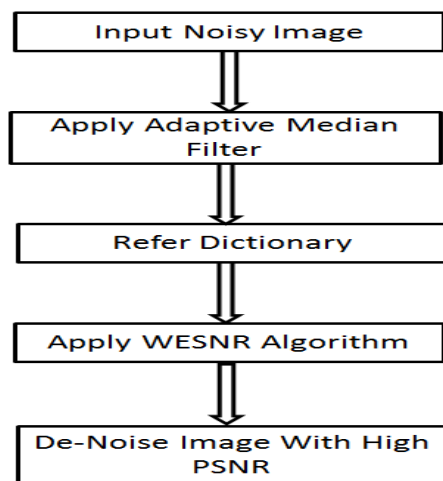 Input Noisy Image
Apply Adaptive Median
Filter
Refer Dictionary
Apply WESNR Algorithm
De-Noise Image With High
PSNR